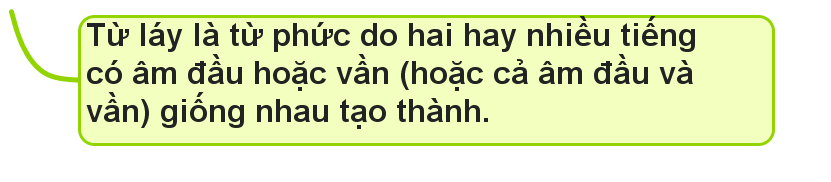 Từ láy là từ phức do hai hay nhiều tiếng
có âm đầu hoặc vần (hoặc cả âm đầu và
vần) giống nhau tạo thành.